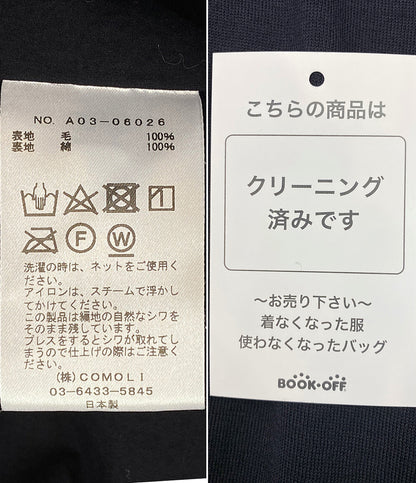 NO. A03-06026
表地 毛 100%
裏地 綿 100%
F W
洗濯の時は、ネットをご使用く
ださい。
アイロンは、スチームで浮かし
てかけてください。
この製品は編地の自然なシワを
そのまま残しています。
プレスをするとシワが取れてし
まうので仕上げの際はご注意く
ださい。
(株) COMOLI
03-6433-5845
日本製
こちらの商品は
クリーニング
済みです
〜お売り下さい〜
着なくなった服
使わなくなったバッグ
BOOK・OFF